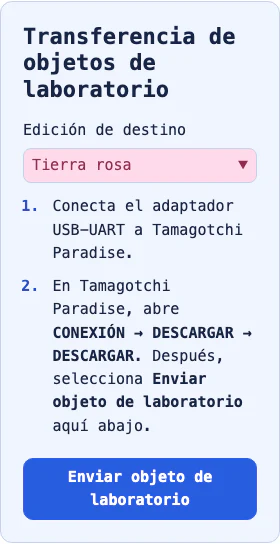 Transferencia de
objetos de
laboratorio
Edición de destino
Tierra rosa ▼
1. Conecta el adaptador
USB-UART a Tamagotchi
Paradise.
2. En Tamagotchi
Paradise, abre
CONEXIÓN → DESCARGAR →
DESCARGAR. Después,
selecciona Enviar
objeto de laboratorio
aquí abajo.
Enviar objeto de
laboratorio